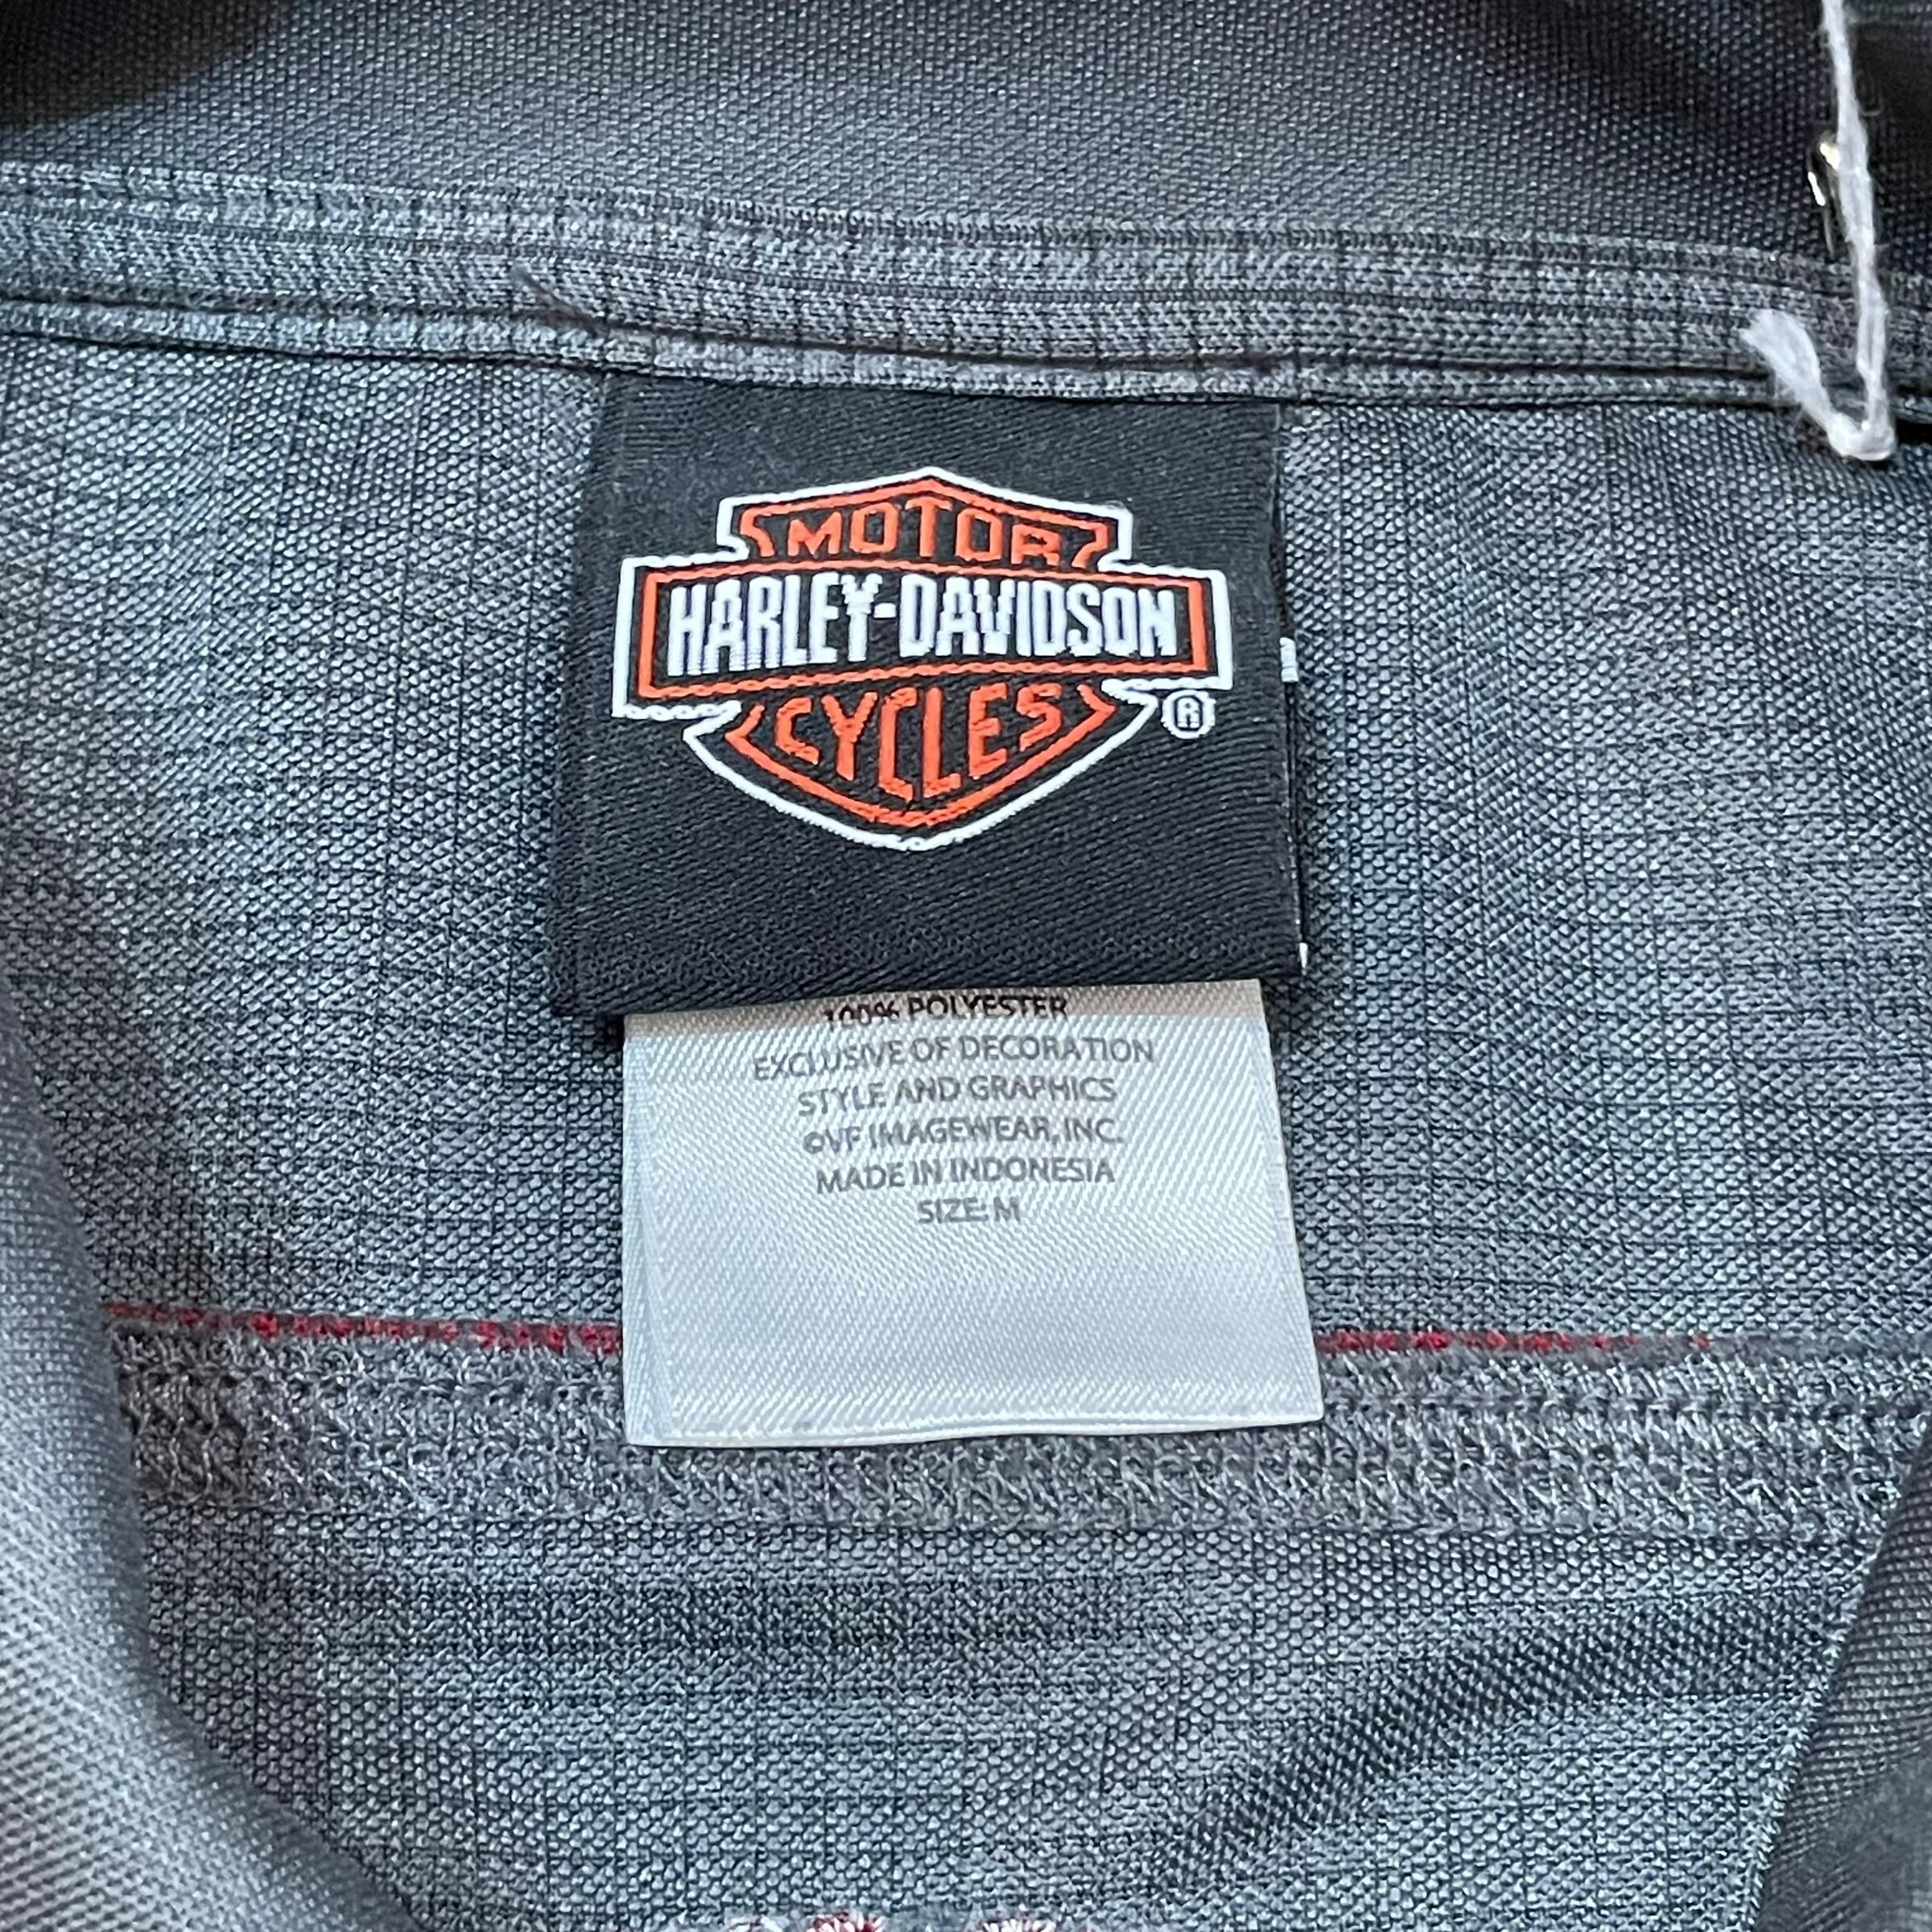 MOTOR
HARLEY-DAVIDSON
CYCLES
®
100% POLYESTER
EXCLUSIVE OF DECORATION
STYLE AND GRAPHICS
©VF IMAGEWEAR, INC.
MADE IN INDONESIA
SIZE: M